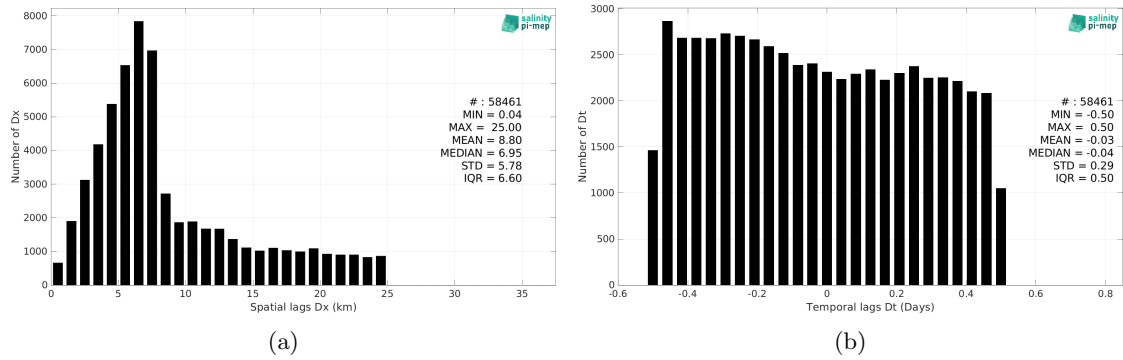 8000
7000
6000
5000
4000
3000
2000
1000
0
0 5 10 15 20 25 30 35
Number of Dx
Spatial lags Dx (km)
salinity
pi-mep
# : 58461
MIN = 0.04
MAX = 25.00
MEAN = 8.80
MEDIAN = 6.95
STD = 5.78
IQR = 6.60
(a)
3000
2500
2000
1500
1000
500
0
-0.6 -0.4 -0.2 0 0.2 0.4 0.6 0.8
Number of Dt
Temporal lags Dt (Days)
salinity
pi-mep
# : 58461
MIN = -0.50
MAX = 0.50
MEAN = -0.03
MEDIAN = -0.04
STD = 0.29
IQR = 0.50
(b)